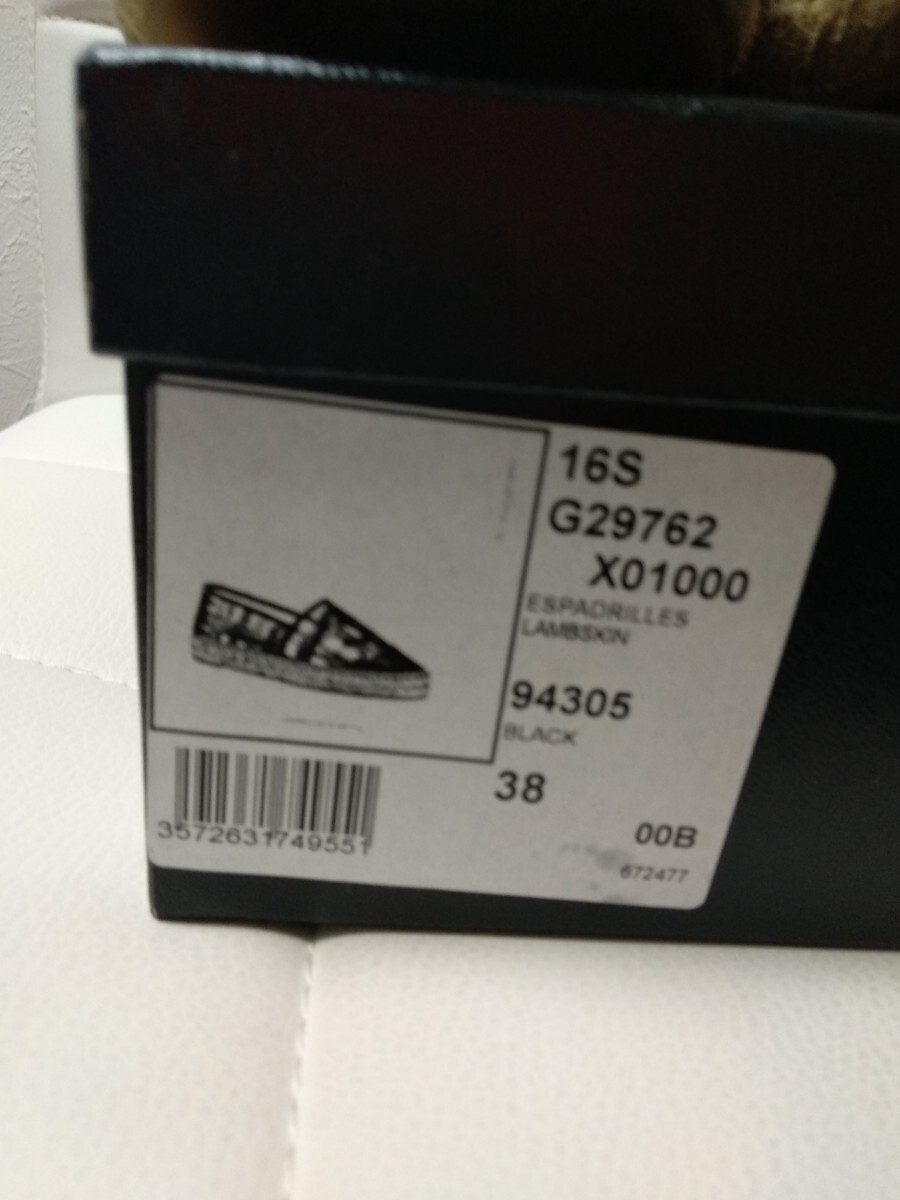 16S
G29762
X01000
ESPADRILLES
LAMBSKIN
94305
BLACK
38
3572631749551
00B
672477